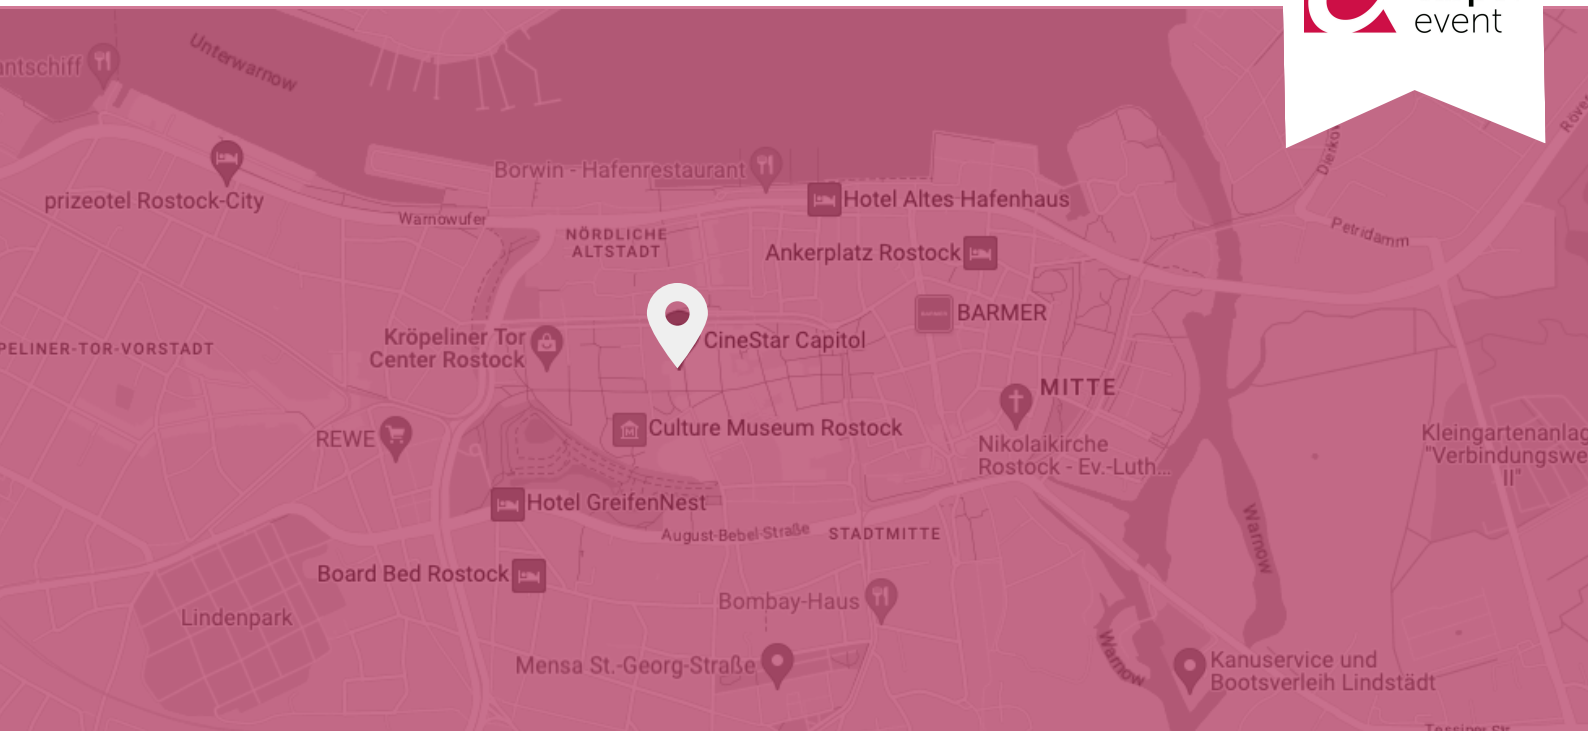 event
Unterwarnow
prizeotel Rostock-City
Borwin - Hafenrestaurant
Hotel Altes Hafenhaus
Warnowufer
NÖRDLICHE
ALTSTADT
Ankerplatz Rostock
Petridamm
BARMER
Kröpeliner Tor
Center Rostock
CineStar Capitol
PELINER-TOR-VORSTADT
MITTE
REWE
Culture Museum Rostock
Nikolaikirche
Rostock - Ev.-Luth...
Kleingartenanlag
"Verbindungswe
II"
Hotel GreifenNest
August-Bebel-Straße
STADTMITTE
Warnow
Board Bed Rostock
Bombay-Haus
Lindenpark
Mensa St.-Georg-Straße
Warnow
Kanuservice und
Bootsverleih Lindstädt